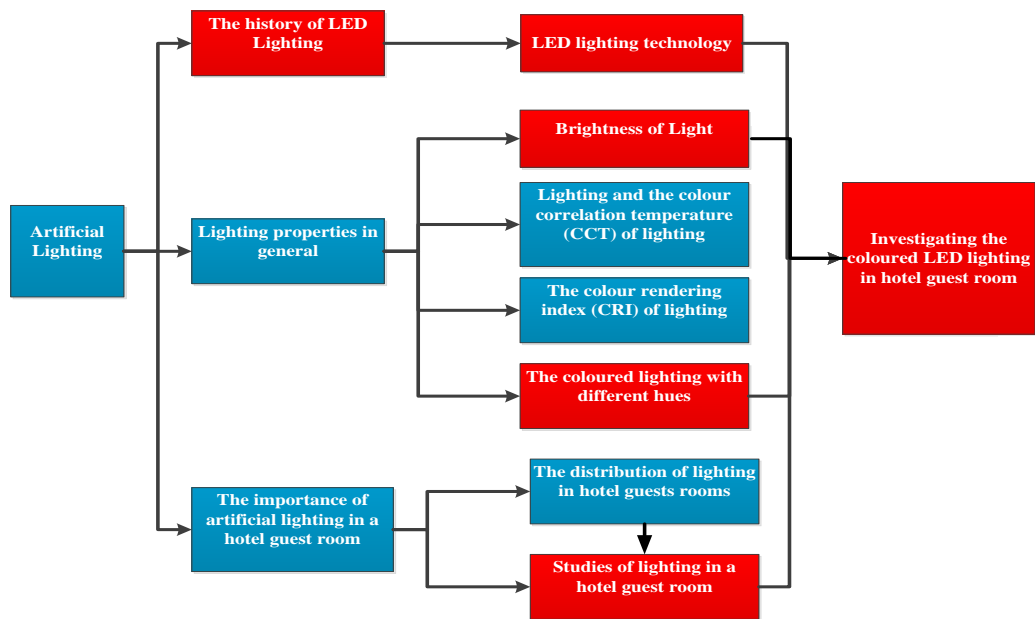 Artificial
Lighting
The history of LED
Lighting
LED lighting technology
Lighting properties in
general
Brightness of Light
Lighting and the colour
correlation temperature
(CCT) of lighting
The colour rendering
index (CRI) of lighting
The coloured lighting with
different hues
The importance of
artificial lighting in a
hotel guest room
The distribution of lighting
in hotel guests rooms
Studies of lighting in a
hotel guest room
Investigating the
coloured LED lighting
in hotel guest room